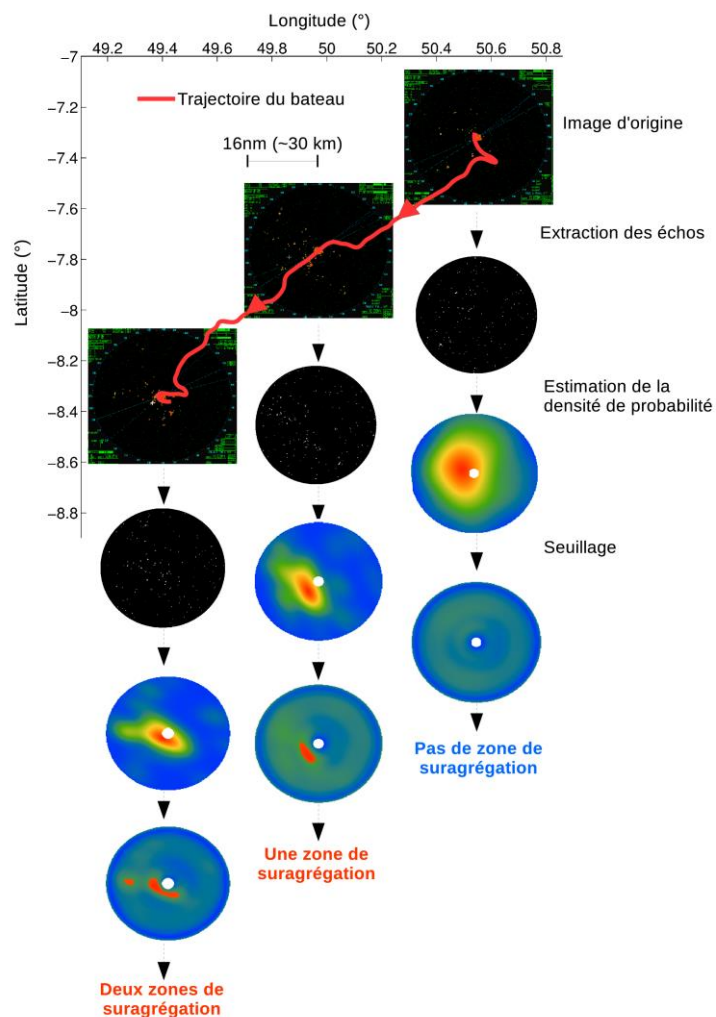 Longitude (°)
49.2 49.4 49.6 49.8 50 50.2 50.4 50.6 50.8
−7
−7.2
−7.4
−7.6
−7.8
−8
−8.2
−8.4
−8.6
−8.8
Latitude (°)
Trajectoire du bateau
16nm (~30 km)
Image d'origine
Extraction des échos
Estimation de la
densité de probabilité
Seuillage
Pas de zone de
suragrégation
Une zone de
suragrégation
Deux zones de
suragrégation